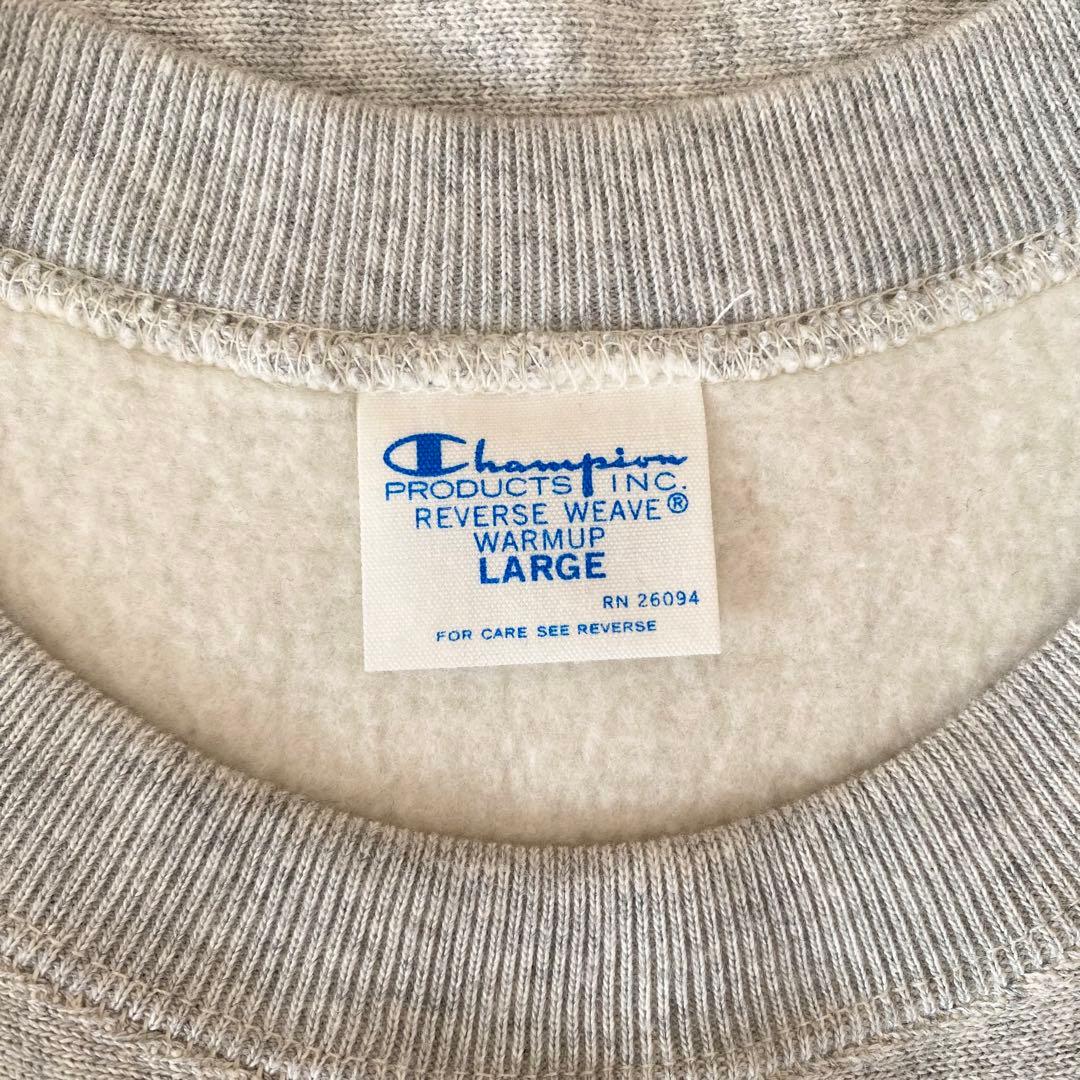 Champion
PRODUCTS INC.
REVERSE WEAVE®
WARMUP
LARGE
RN 26094
FOR CARE SEE REVERSE